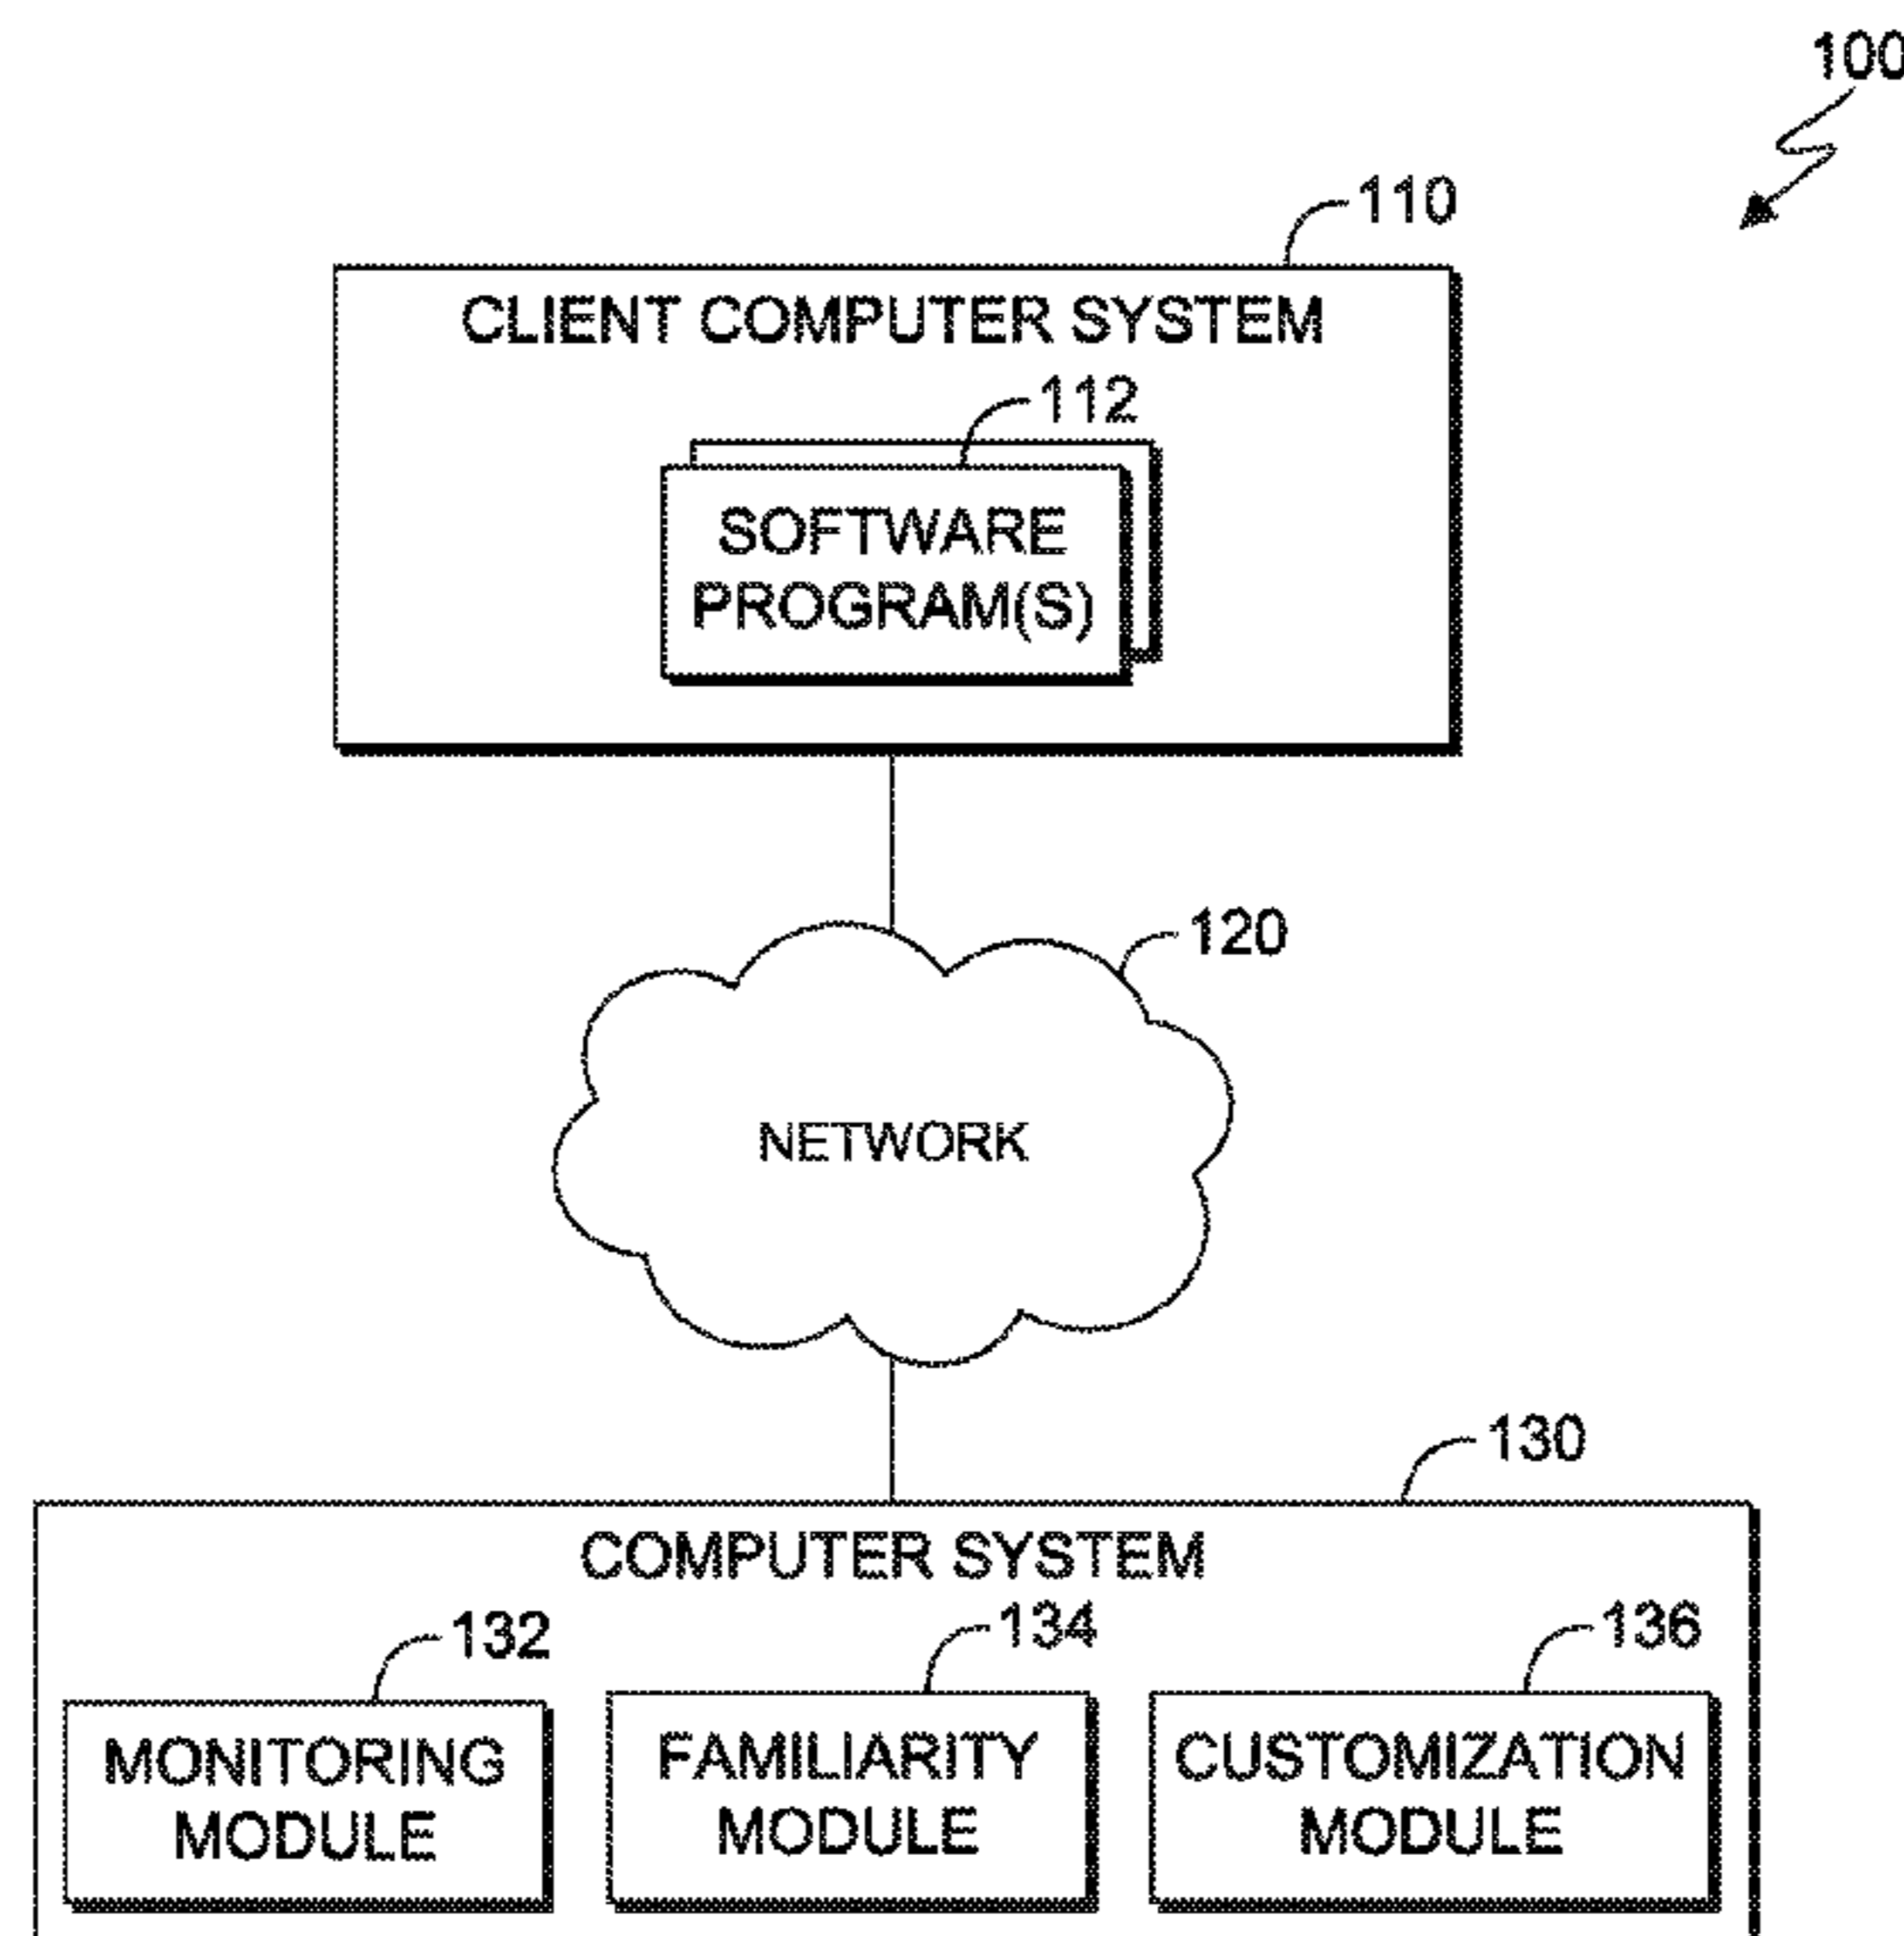 100
110
CLIENT COMPUTER SYSTEM
112
SOFTWARE
PROGRAM(S)
120
NETWORK
130
COMPUTER SYSTEM
132
134
136
MONITORING
MODULE
FAMILIARITY
MODULE
CUSTOMIZATION
MODULE